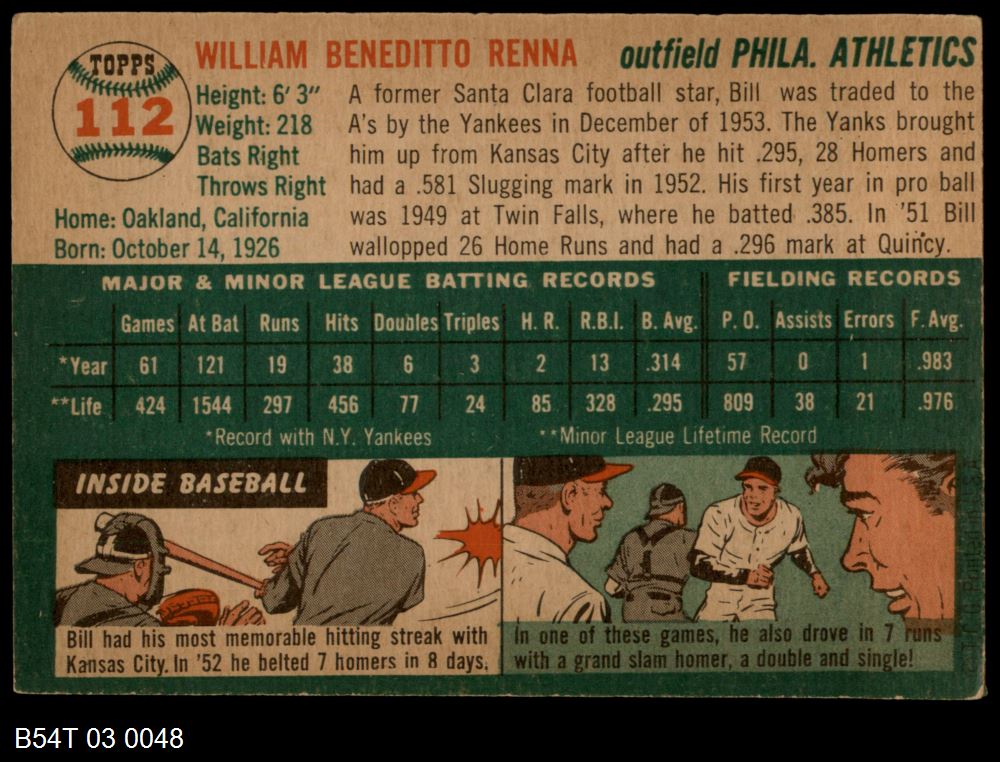 TOPPS
112
WILLIAM BENEDITTO RENNA outfield PHILA. ATHLETICS
Height: 6' 3"
Weight: 218
Bats Right
Throws Right
Home: Oakland, California
Born: October 14, 1926
A former Santa Clara football star, Bill was traded to the
A's by the Yankees in December of 1953. The Yanks brought
him up from Kansas City after he hit .295, 28 Homers and
had a .581 Slugging mark in 1952. His first year in pro ball
was 1949 at Twin Falls, where he batted .385. In '51 Bill
wallopped 26 Home Runs and had a .296 mark at Quincy.
MAJOR & MINOR LEAGUE BATTING RECORDS FIELDING RECORDS
Games At Bat Runs Hits Doubles Triples H. R. R.B.I. B. Avg. P. O. Assists Errors F. Avg.
*Year 61 121 19 38 6 3 2 13 .314 57 0 1 .983
**Life 424 1544 297 456 77 24 85 328 .295 809 38 21 .976
*Record with N.Y. Yankees **Minor League Lifetime Record
INSIDE BASEBALL
Bill had his most memorable hitting streak with
Kansas City. In '52 he belted 7 homers in 8 days.
In one of these games, he also drove in 7 runs
with a grand slam homer, a double and single!
B54T 03 0048